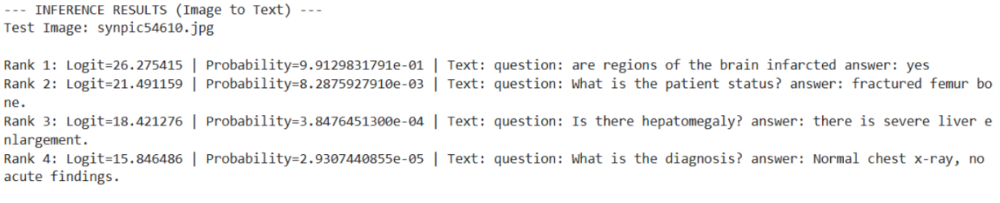 --- INFERENCE RESULTS (Image to Text) ---
Test Image: synpic54610.jpg
Rank 1: Logit=26.275415 | Probability=9.9129831791e-01 | Text: question: are regions of the brain infarcted answer: yes
Rank 2: Logit=21.491159 | Probability=8.2875927910e-03 | Text: question: What is the patient status? answer: fractured femur bo
ne.
Rank 3: Logit=18.421276 | Probability=3.8476451300e-04 | Text: question: Is there hepatomegaly? answer: there is severe liver e
nlargement.
Rank 4: Logit=15.846486 | Probability=2.9307440855e-05 | Text: question: What is the diagnosis? answer: Normal chest x-ray, no
acute findings.